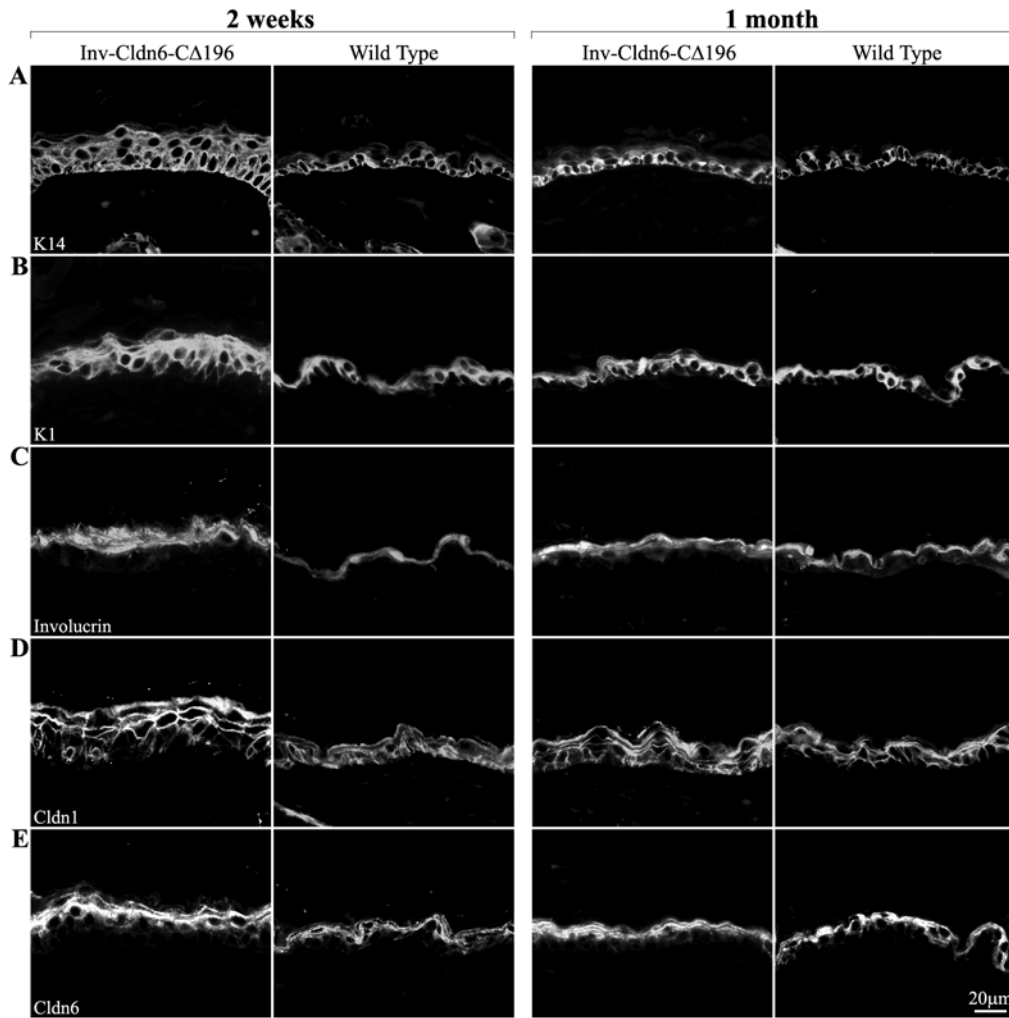 2 weeks
1 month
Inv-Cldn6-CΔ196
Wild Type
Inv-Cldn6-CΔ196
Wild Type
A
K14
B
K1
C
Involucrin
D
Cldn1
E
Cldn6
20µm